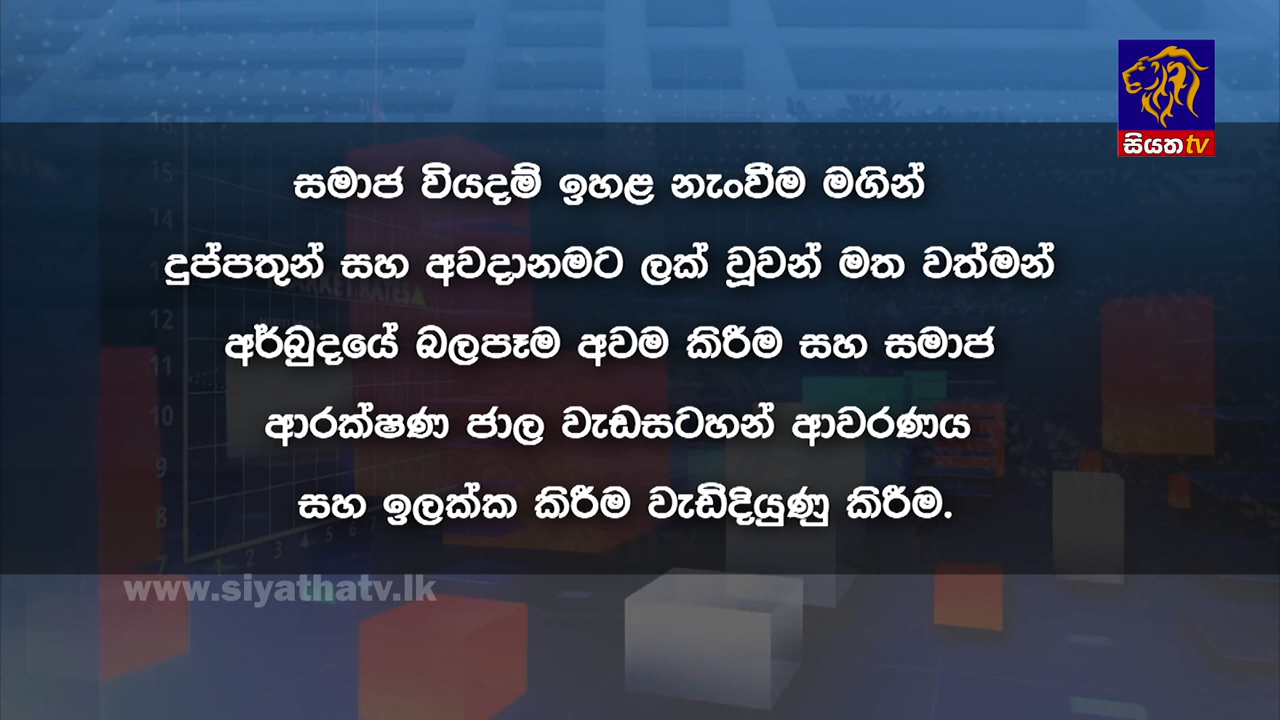 සියත tv
සමාජ වියදම් ඉහළ නැංවීම මගින්
දුප්පතුන් සහ අවදානමට ලක් වූවන් මත වත්මන්
අර්බුදයේ බලපෑම අවම කිරීම සහ සමාජ
ආරක්ෂණ ජාල වැඩසටහන් ආවරණය
සහ ඉලක්ක කිරීම වැඩිදියුණු කිරීම.
www.siyathatv.lk